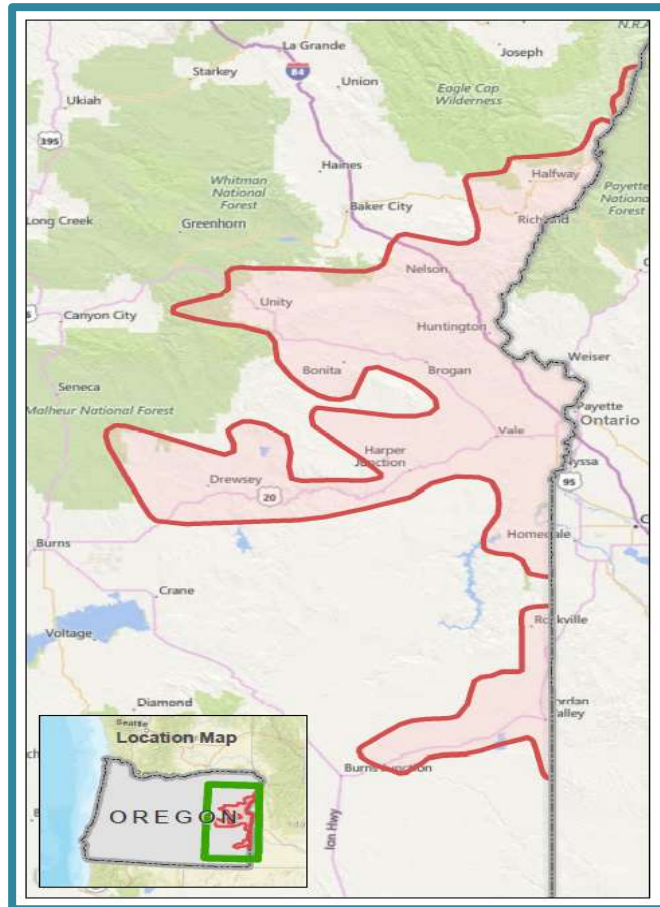 N.R.A.
La Grande
Joseph
Starkey
84
Union
Eagle Cap
Wilderness
Ukiah
395
Haines
Halfway
Whitman
National
Forest
Payette
National
Forest
Baker City
Richland
Long Creek
Greenhorn
Nelson
Unity
Canyon City
Huntington
Weiser
Bonita
Brogan
Seneca
Payette
Malheur National Forest
Ontario
Vale
Harper
Junction
Nyssa
Drewsey
20
95
Homedale
Burns
Crane
Rockville
Voltage
Jordan
Valley
Diamond
Seattle
Location Map
Burns Junction
OREGON
Ion Hwy